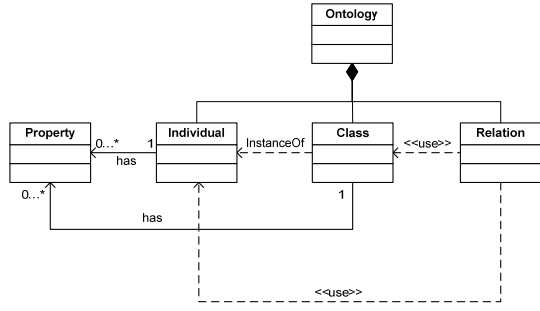 Ontology
Property
Individual
Class
Relation
0...*
1
has
InstanceOf
<<use>>
0...*
1
has
<<use>>